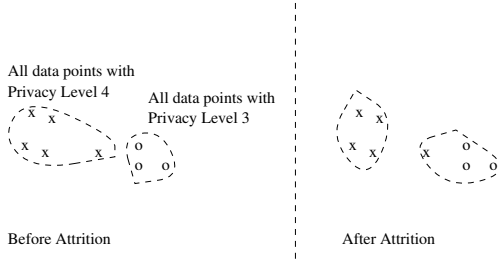 All data points with
Privacy Level 4
All data points with
Privacy Level 3
x x
x x x
o
o o
x x
x x
x o
o o
Before Attrition
After Attrition